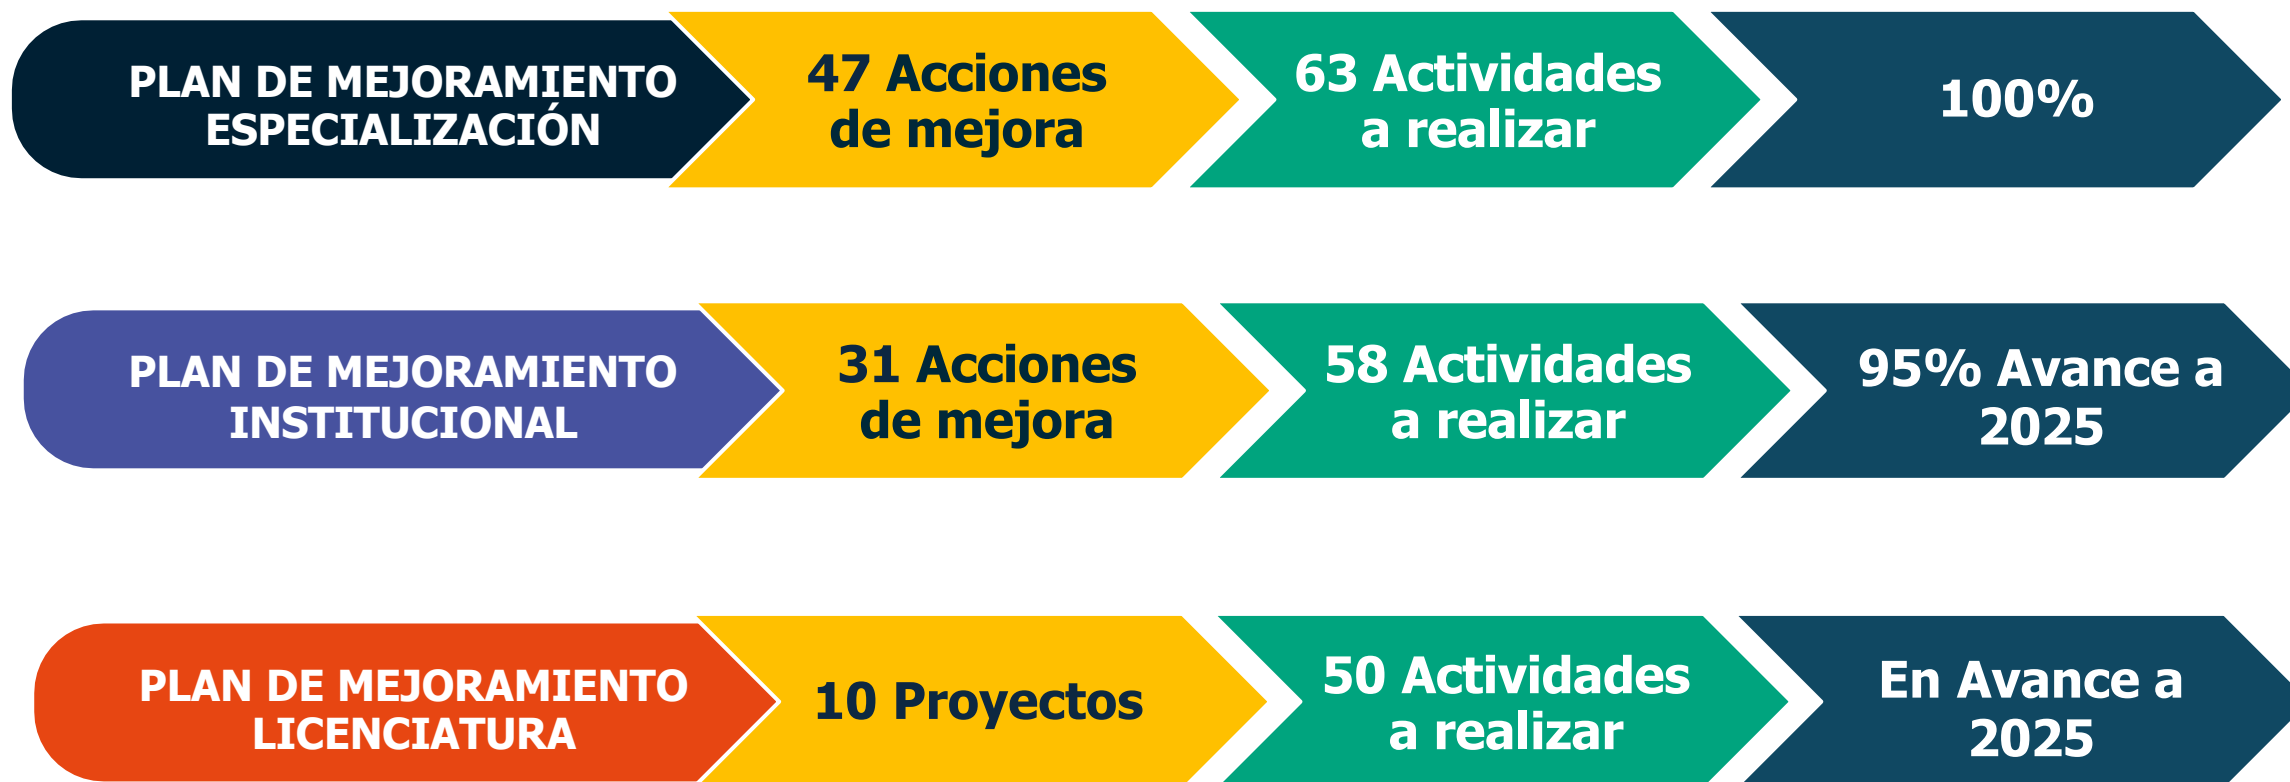 PLAN DE MEJORAMIENTO
ESPECIALIZACIÓN
47 Acciones
de mejora
63 Actividades
a realizar
100%
PLAN DE MEJORAMIENTO
INSTITUCIONAL
31 Acciones
de mejora
58 Actividades
a realizar
95% Avance a
2025
PLAN DE MEJORAMIENTO
LICENCIATURA
10 Proyectos
50 Actividades
a realizar
En Avance a
2025